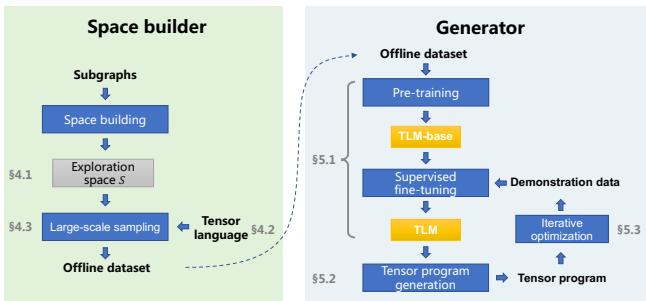 Space builder
Subgraphs
Space building
§4.1
Exploration
space S
§4.3
Large-scale sampling
Tensor
language
§4.2
Offline dataset
Generator
Offline dataset
Pre-training
TLM-base
§5.1
Supervised
fine-tuning
Demonstration data
TLM
Iterative
optimization
§5.3
§5.2
Tensor program
generation
Tensor program